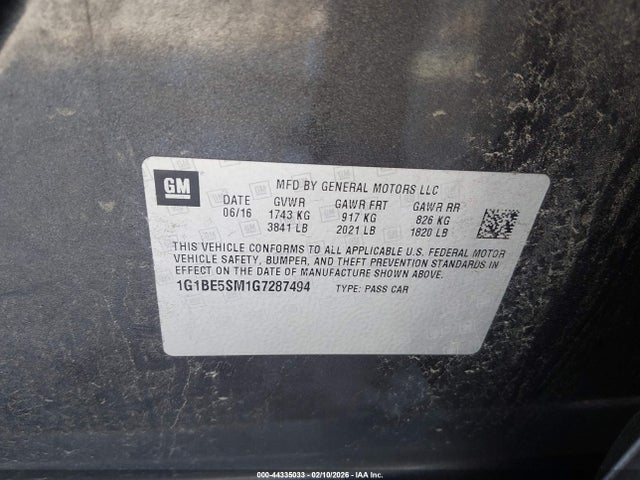 GM
MFD BY GENERAL MOTORS LLC
DATE GVWR GAWR FRT GAWR RR
06/16 1743 KG 917 KG 826 KG
3841 LB 2021 LB 1820 LB
THIS VEHICLE CONFORMS TO ALL APPLICABLE U.S. FEDERAL MOTOR
VEHICLE SAFETY, BUMPER, AND THEFT PREVENTION STANDARDS IN
EFFECT ON THE DATE OF MANUFACTURE SHOWN ABOVE.
1G1BE5SM1G7287494 TYPE: PASS CAR
000-44335033 - 02/10/2026 - IAA Inc.